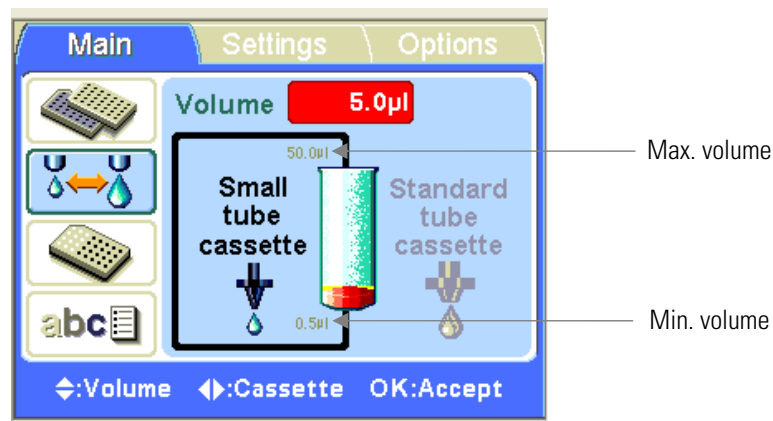 Main Settings Options
Volume 5.0µl
50.0µl
Max. volume
Small
tube
cassette
Standard
tube
cassette
0.5µl
Min. volume
abc
:Volume :Cassette OK:Accept